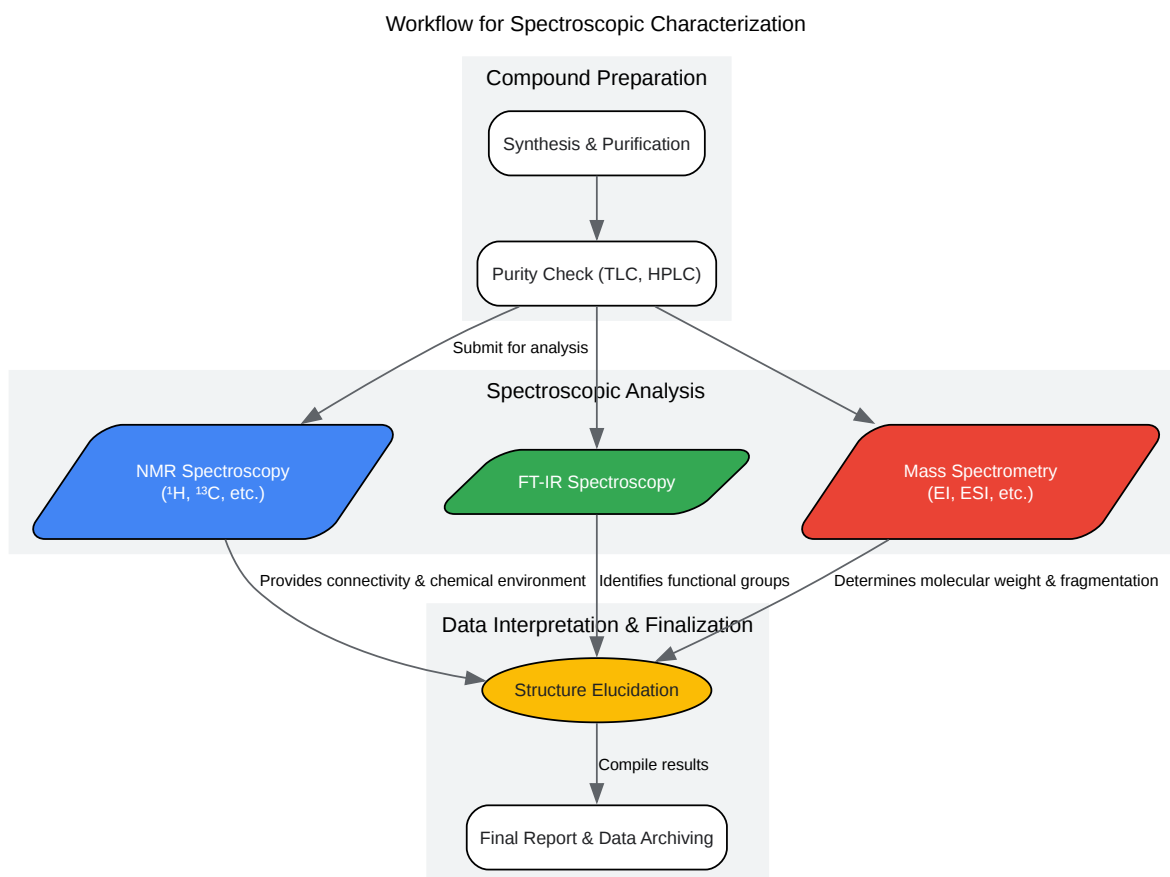 Workflow for Spectroscopic Characterization
Compound Preparation
Synthesis & Purification
Purity Check (TLC, HPLC)
Submit for analysis
Spectroscopic Analysis
NMR Spectroscopy
(¹H, ¹³C, etc.)
FT-IR Spectroscopy
Mass Spectrometry
(EI, ESI, etc.)
Provides connectivity & chemical environment
Identifies functional groups
Determines molecular weight & fragmentation
Data Interpretation & Finalization
Structure Elucidation
Compile results
Final Report & Data Archiving